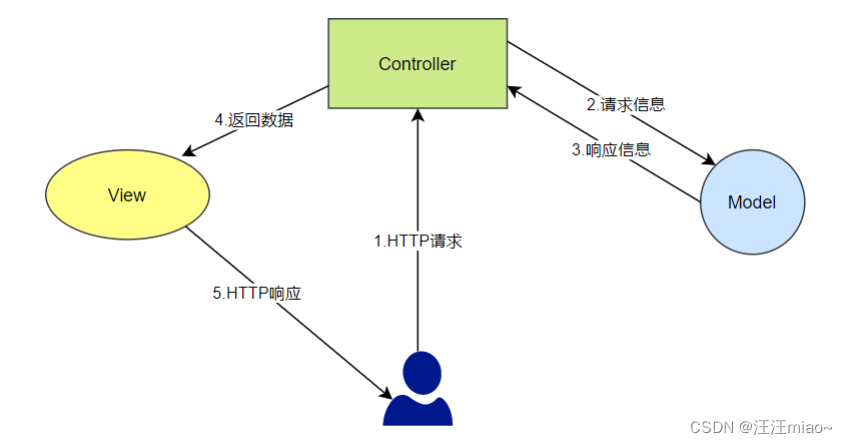 Controller
2.请求信息
4.返回数据
3.响应信息
View
Model
1.HTTP请求
5.HTTP响应
CSDN @汪汪miao~